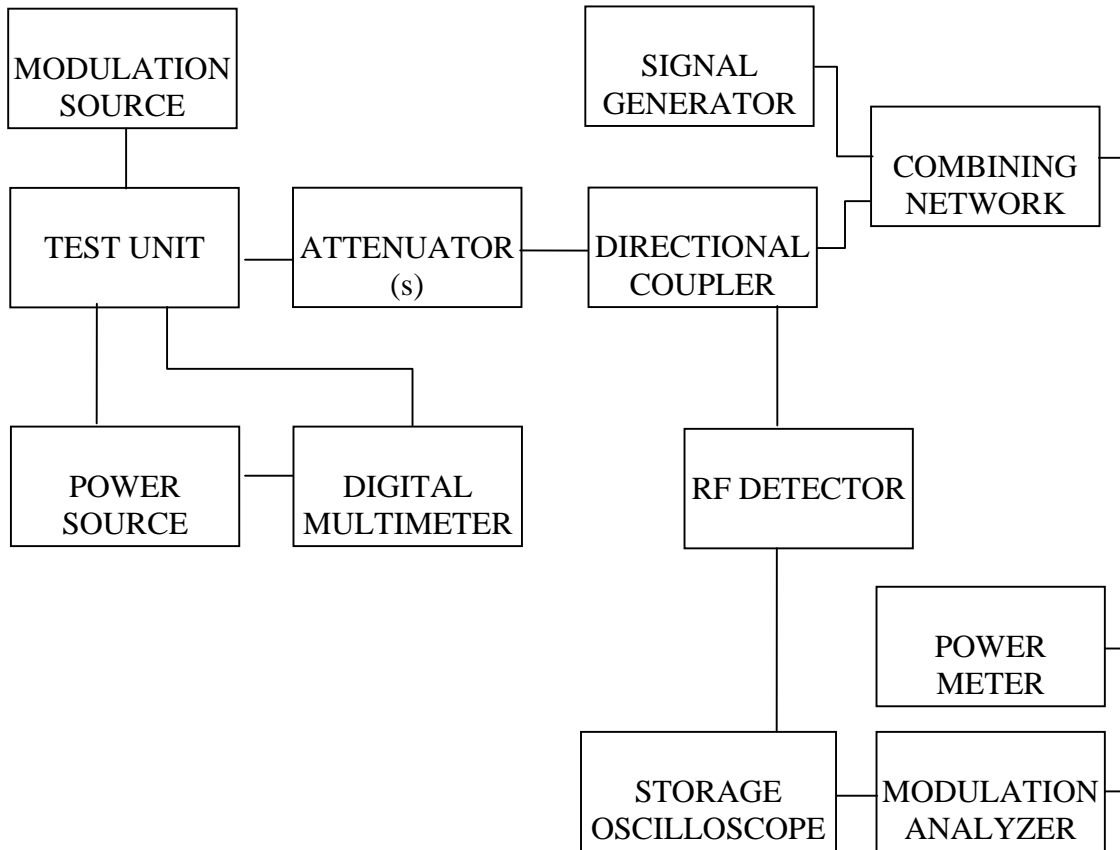 MODULATION
SOURCE
SIGNAL
GENERATOR
COMBINING
NETWORK
TEST UNIT
ATTENUATOR
(s)
DIRECTIONAL
COUPLER
POWER
SOURCE
DIGITAL
MULTIMETER
RF DETECTOR
POWER
METER
STORAGE
OSCILLOSCOPE
MODULATION
ANALYZER